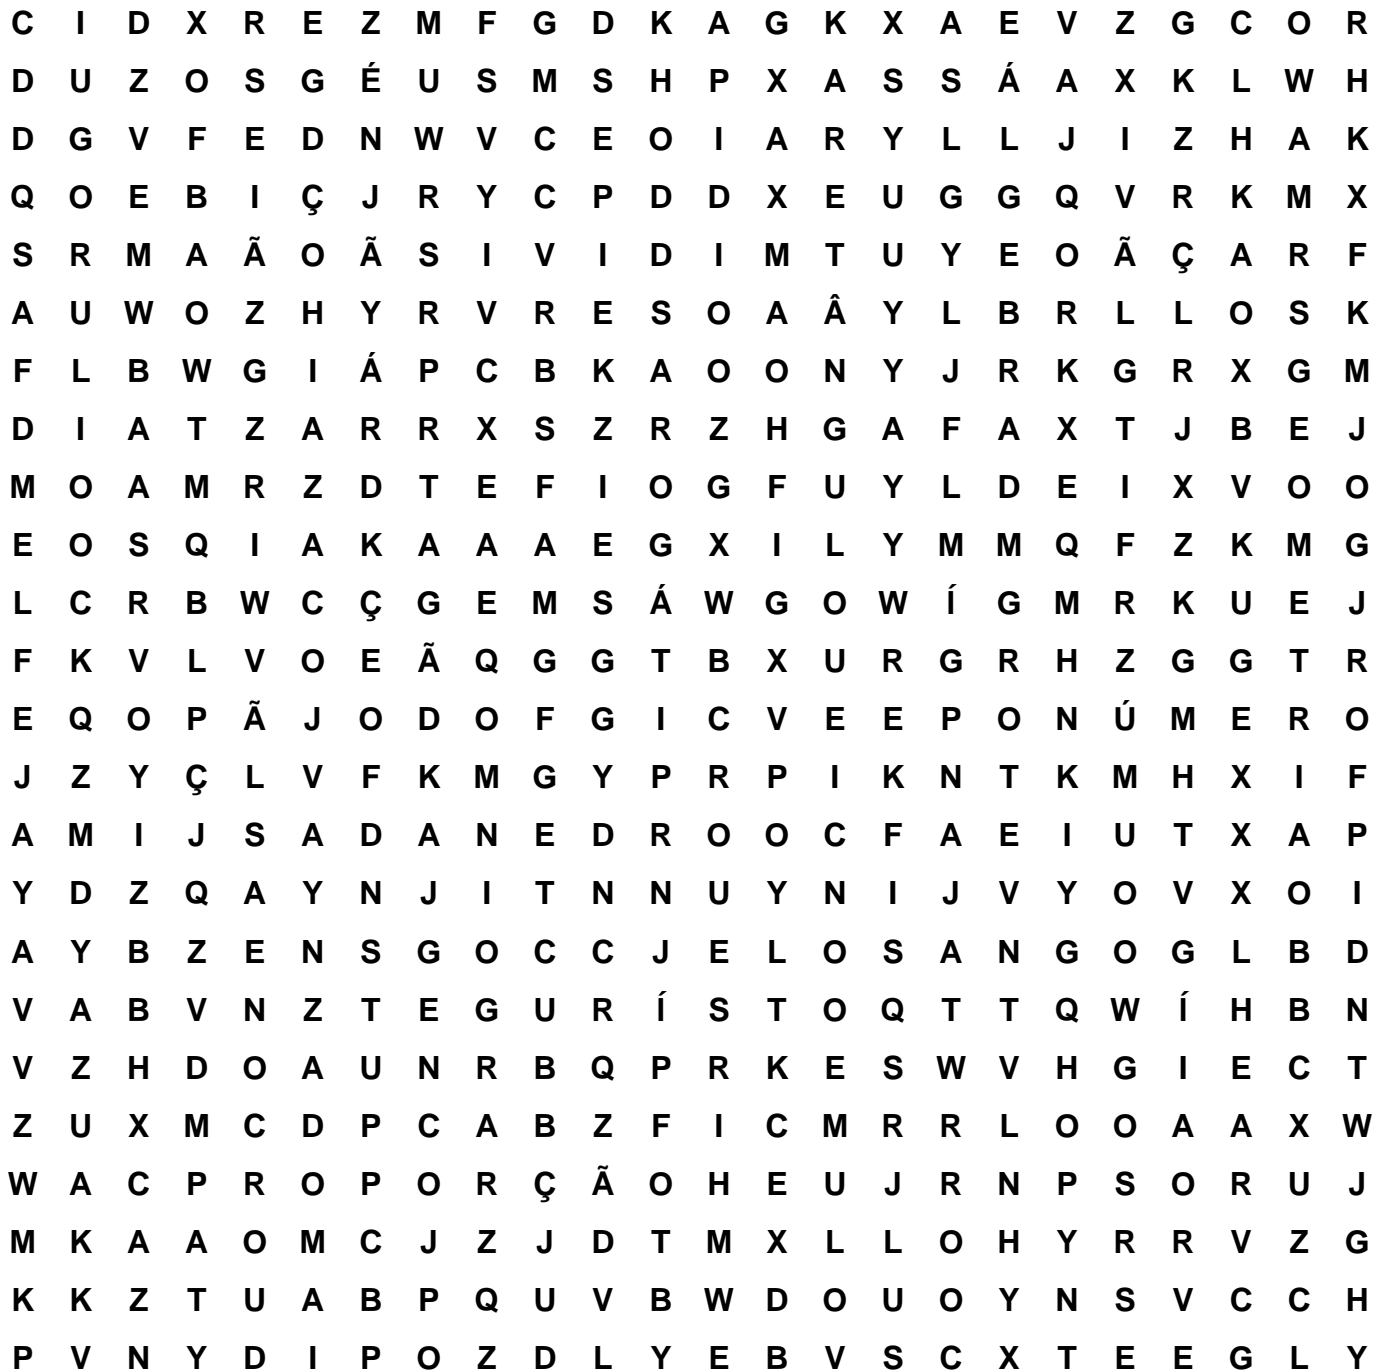 C I D X R E Z M F G D K A G K X A E V Z G C O R
D U Z O S G É U S M S H P X A S S Á A X K L W H
D G V F E D N W V C E O I A R Y L L J I Z H A K
Q O E B I Ç J R Y C P D D X E U G G Q V R K M X
S R M A Ã O Ã S I V I D I M T U Y E O Ã Ç A R F
A U W O Z H Y R V R E S O A Â Y L B R L L O S K
F L B W G I Á P C B K A O O N Y J R K G R X G M
D I A T Z A R R X S Z R Z H G A F A X T J B E J
M O A M R Z D T E F I O G F U Y L D E I X V O O
E O S Q I A K A A A E G X I L Y M M Q F Z K M G
L C R B W C Ç G E M S Á W G O W Í G M R K U E J
F K V L V O E Ã Q G G T B X U R G R H Z G G T R
E Q O P Ã J O D O F G I C V E E P O N Ú M E R O
J Z Y Ç L V F K M G Y P R P I K N T K M H X I F
A M I J S A D A N E D R O O C F A E I U T X A P
Y D Z Q A Y N J I T N N U Y N I J V Y O V X O I
A Y B Z E N S G O C C J E L O S A N G O G L B D
V A B V N Z T E G U R Í S T O Q T T Q W Í H B N
V Z H D O A U N R B Q P R K E S W V H G I E C T
Z U X M C D P C A B Z F I C M R R L O O A A X W
W A C P R O P O R Ç Ã O H E U J R N P S O R U J
M K A A O M C J Z J D T M X L L O H Y R R V Z G
K K Z T U A B P Q U V B W D O U O Y N S V C C H
P V N Y D I P O Z D L Y E B V S C X T E E G L Y